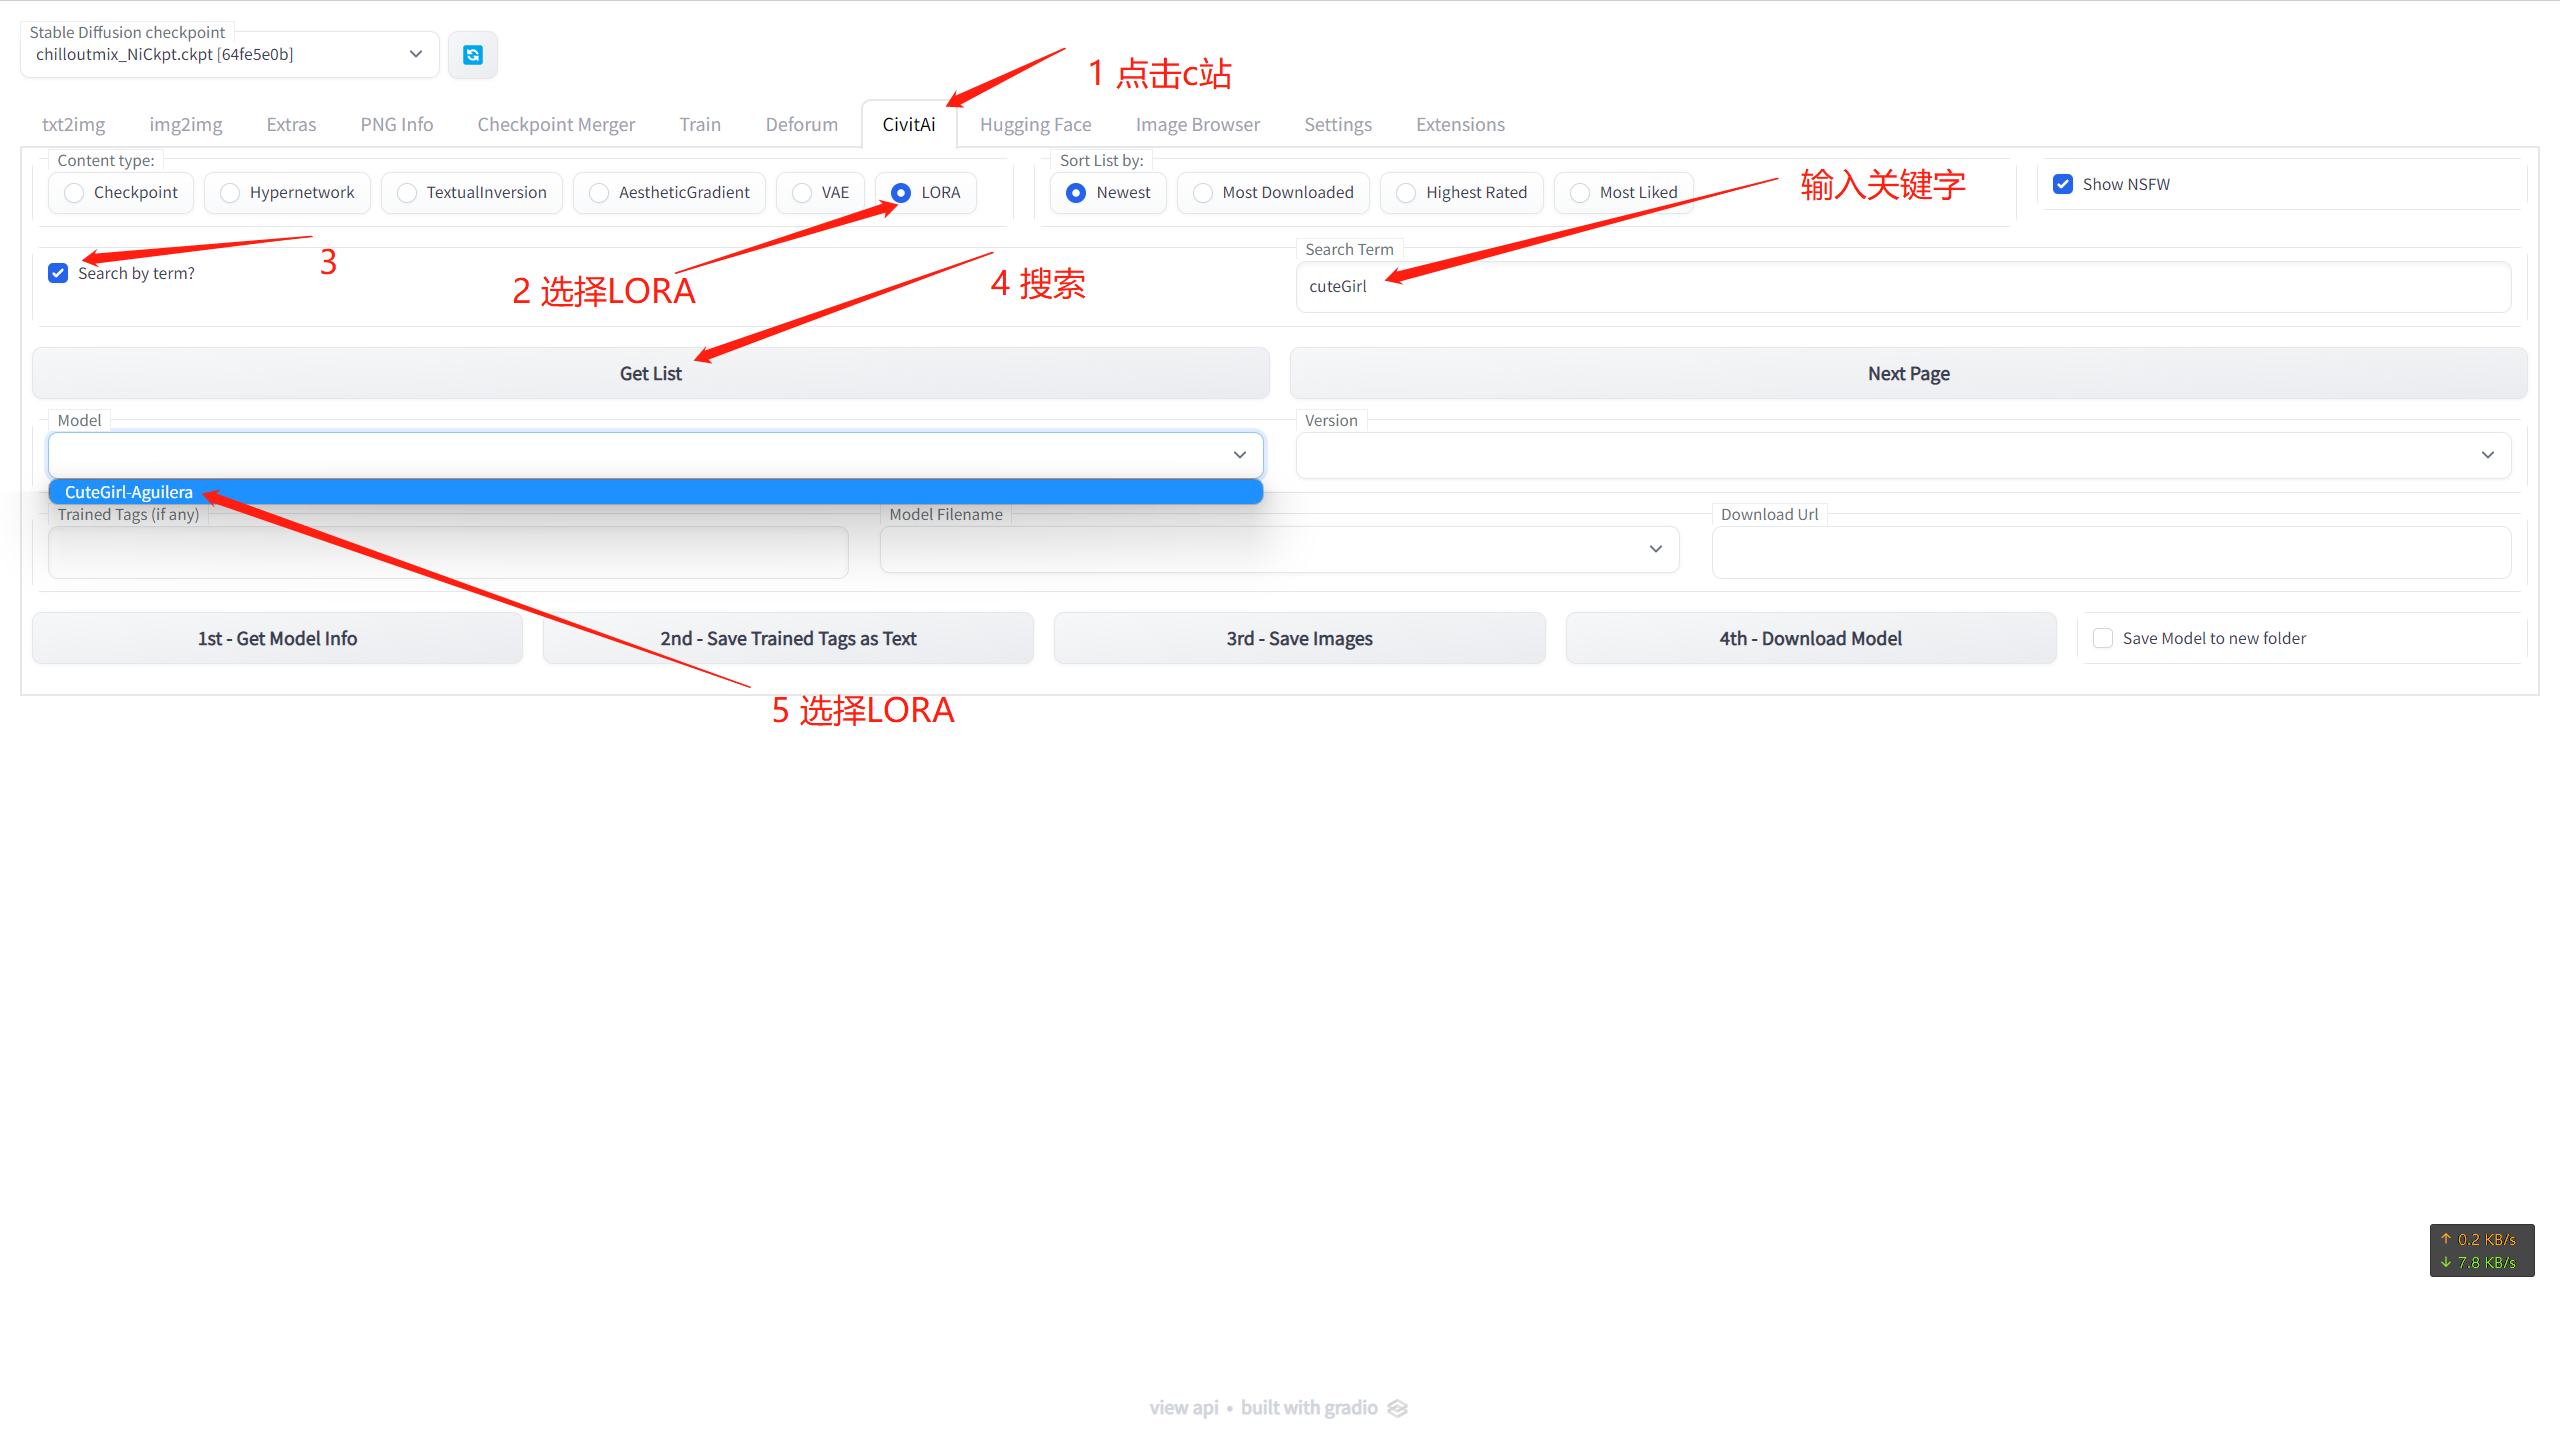 Stable Diffusion checkpoint
chilloutmix_NiCkpt.ckpt [64fe5e0b]
1 点击c站
txt2img img2img Extras PNG Info Checkpoint Merger Train Deforum CivitAi Hugging Face Image Browser Settings Extensions
Content type:
Checkpoint Hypernetwork TextualInversion AestheticGradient VAE LORA
Sort List by:
Newest Most Downloaded Highest Rated Most Liked
输入关键字
Show NSFW
Search by term?
3
2 选择LORA
4 搜索
Search Term
cuteGirl
Get List
Next Page
Model
Version
CuteGirl-Aguilera
Trained Tags (if any)
Model Filename
Download Url
1st - Get Model Info
2nd - Save Trained Tags as Text
3rd - Save Images
4th - Download Model
Save Model to new folder
5 选择LORA
↑ 0.2 KB/s
↓ 7.8 KB/s
view api • built with gradio